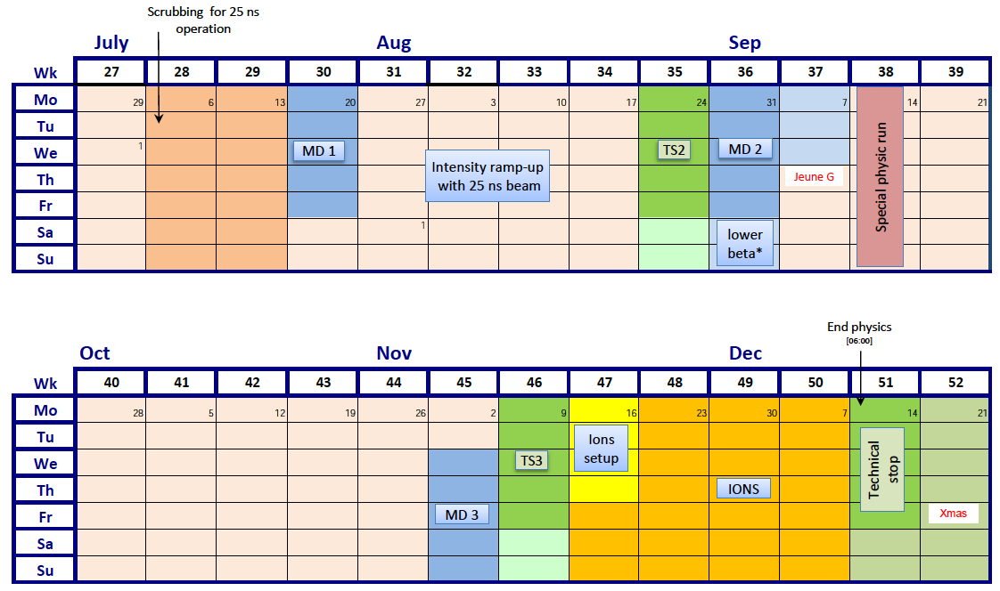 Scrubbing for 25 ns
operation
July Aug Sep
Wk 27 28 29 30 31 32 33 34 35 36 37 38 39
Mo 29 6 13 20 27 3 10 17 24 31 7 14 21
Tu
We 1 MD 1 TS2 MD 2
Intensity ramp-up
with 25 ns beam
Th Jeune G
Fr
Special physic run
Sa 1
lower
beta*
Su
End physics
[06:00]
Oct Nov Dec
Wk 40 41 42 43 44 45 46 47 48 49 50 51 52
Mo 28 5 12 19 26 2 9 16 23 30 7 14 21
Tu
Ions
setup
We TS3
Technical
stop
Th IONS
Fr MD 3 Xmas
Sa
Su